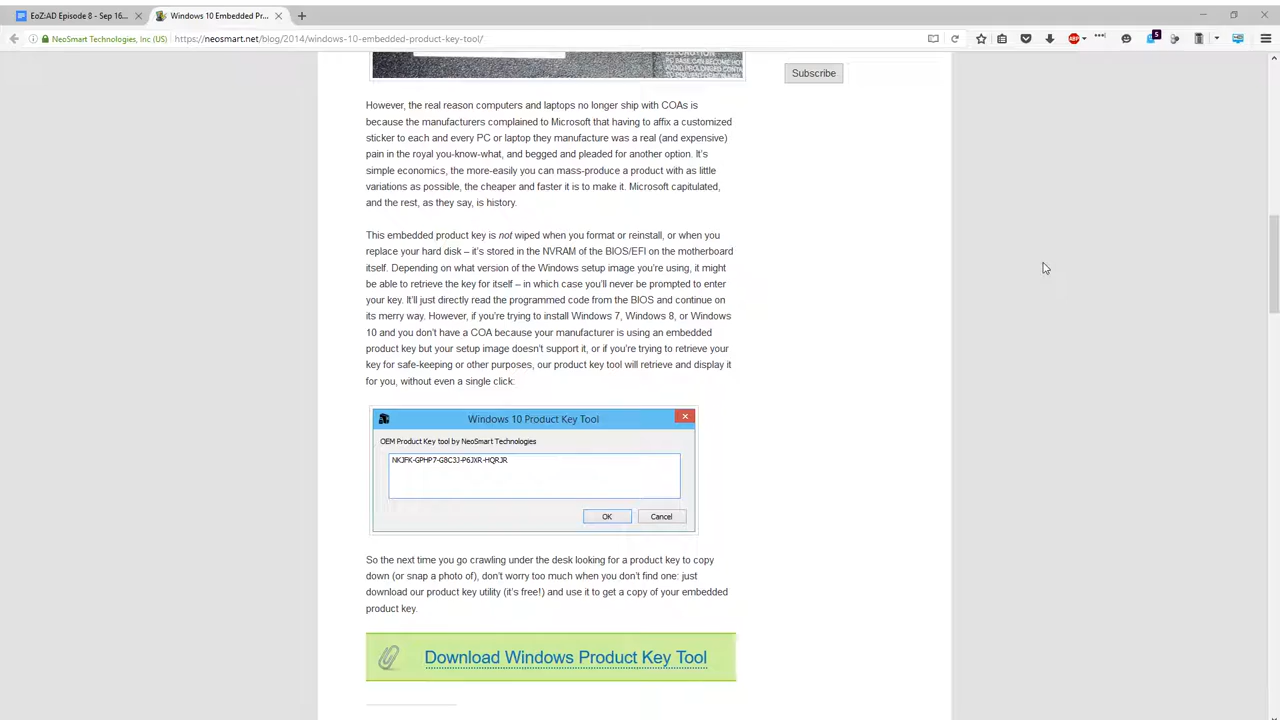 EoZ:AD Episode 8 - Sep 16...
Windows 10 Embedded Pr...
NeoSmart Technologies, Inc (US)
https://neosmart.net/blog/2014/windows-10-embedded-product-key-tool/
ABP
5
Subscribe
However, the real reason computers and laptops no longer ship with COAs is
because the manufacturers complained to Microsoft that having to affix a customized
sticker to each and every PC or laptop they manufacture was a real (and expensive)
pain in the royal you-know-what, and begged and pleaded for another option. It's
simple economics, the more-easily you can mass-produce a product with as little
variations as possible, the cheaper and faster it is to make it. Microsoft capitulated,
and the rest, as they say, is history.
This embedded product key is not wiped when you format or reinstall, or when you
replace your hard disk – it's stored in the NVRAM of the BIOS/EFI on the motherboard
itself. Depending on what version of the Windows setup image you're using, it might
be able to retrieve the key for itself – in which case you'll never be prompted to enter
your key. It'll just directly read the programmed code from the BIOS and continue on
its merry way. However, if you're trying to install Windows 7, Windows 8, or Windows
10 and you don't have a COA because your manufacturer is using an embedded
product key but your setup image doesn't support it, or if you're trying to retrieve your
key for safe-keeping or other purposes, our product key tool will retrieve and display it
for you, without even a single click:
Windows 10 Product Key Tool
OEM Product Key tool by NeoSmart Technologies
NKJFK-GPHP7-G8C3J-P6JXR-HQRJR
OK
Cancel
So the next time you go crawling under the desk looking for a product key to copy
down (or snap a photo of), don't worry too much when you don't find one: just
download our product key utility (it's free!) and use it to get a copy of your embedded
product key.
Download Windows Product Key Tool